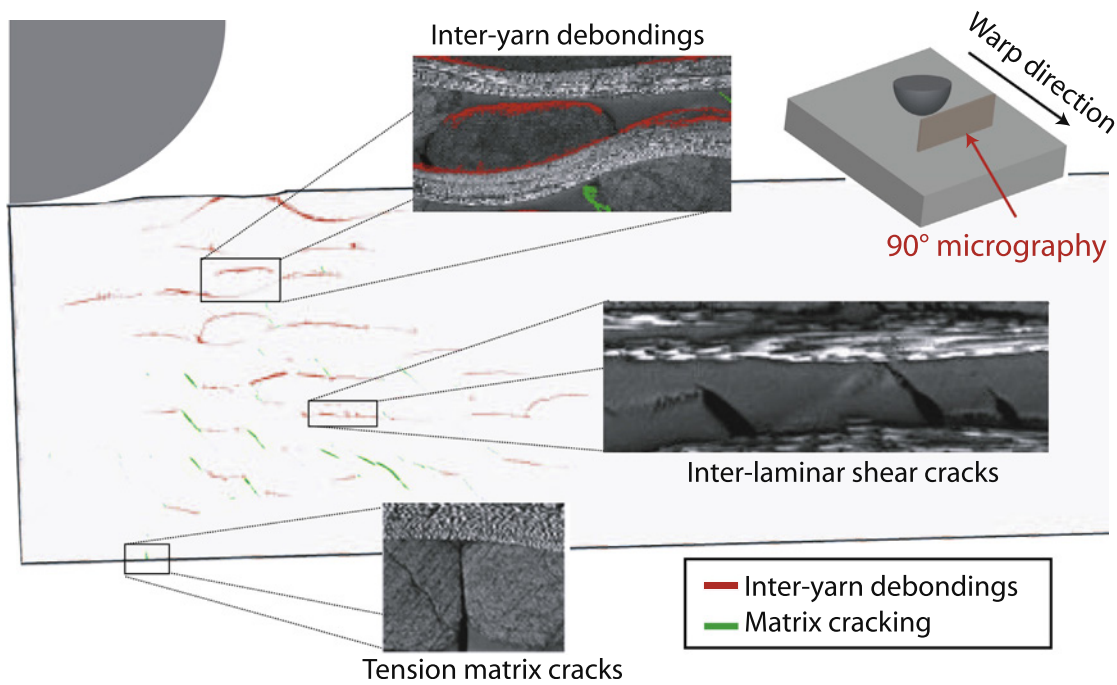 Inter-yarn debondings
Warp direction
90° micrography
Inter-laminar shear cracks
Tension matrix cracks
Inter-yarn debondings
Matrix cracking